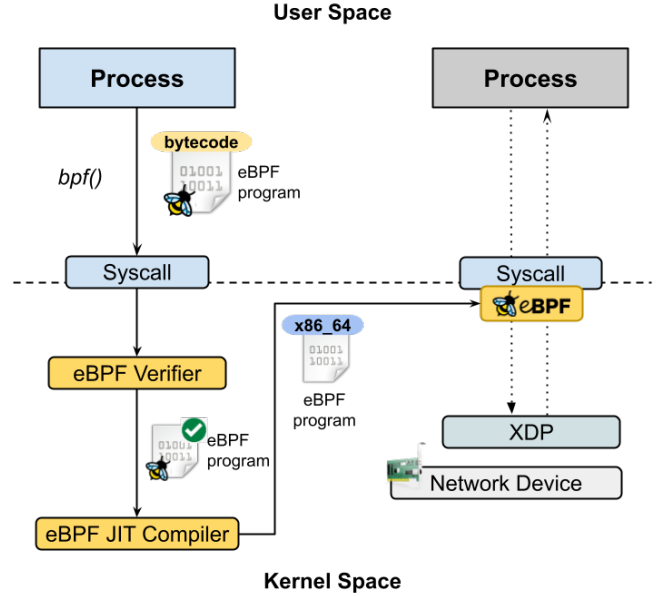 User Space
Process
Process
bytecode
01001
10011
bpf()
eBPF
program
Syscall
Syscall
eBPF
x86_64
01001
10011
eBPF
program
eBPF Verifier
01001
10011
eBPF
program
XDP
Network Device
eBPF JIT Compiler
Kernel Space